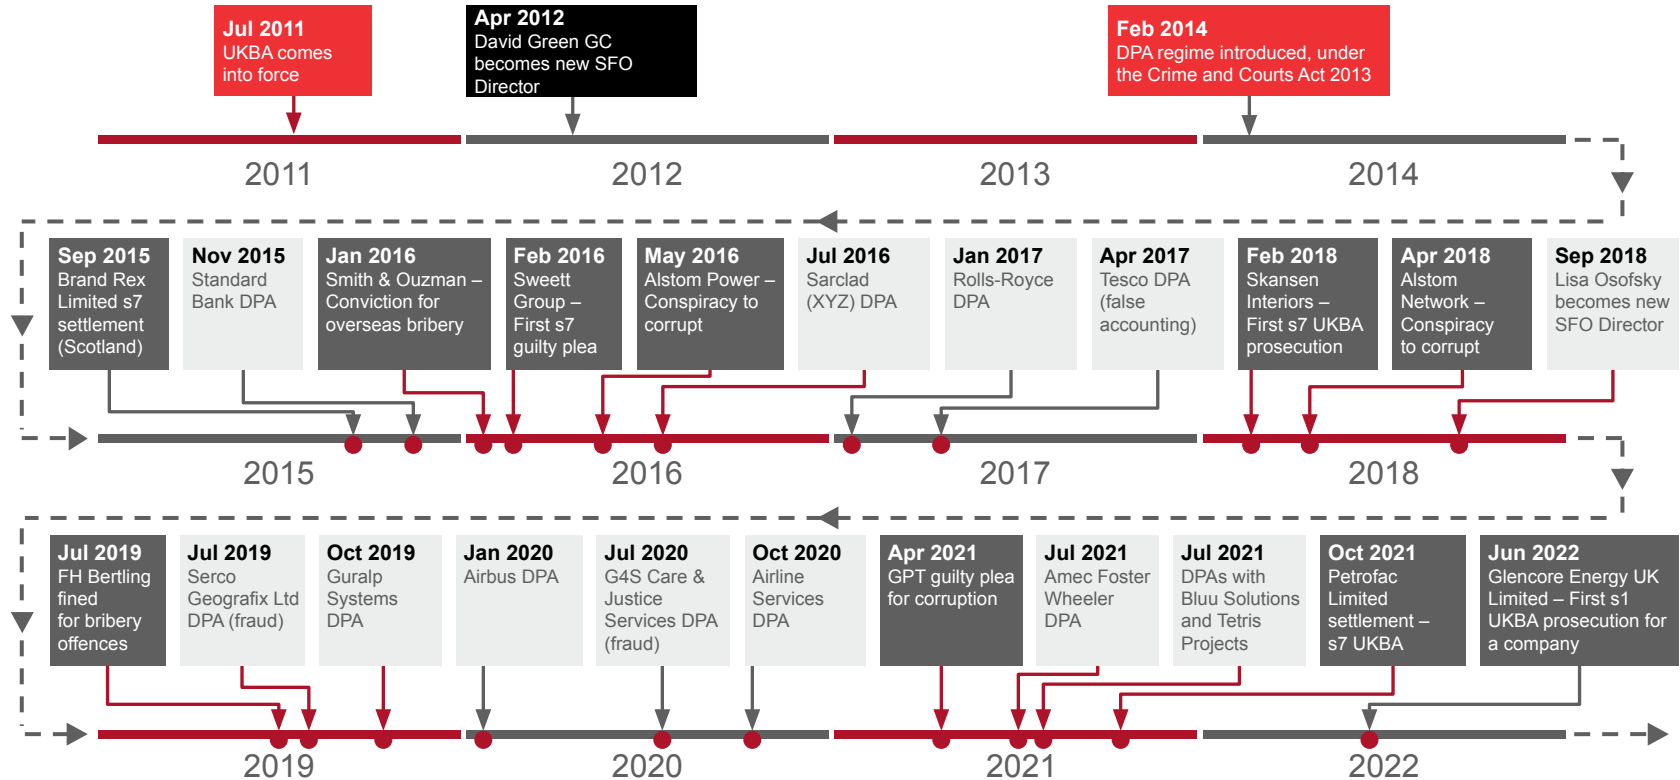 Jul 2011
UKBA comes
into force
Apr 2012
David Green GC
becomes new SFO
Director
Feb 2014
DPA regime introduced, under
the Crime and Courts Act 2013
2011
2012
2013
2014
Sep 2015
Brand Rex
Limited s7
settlement
(Scotland)
Nov 2015
Standard
Bank DPA
Jan 2016
Smith & Ouzman –
Conviction for
overseas bribery
Feb 2016
Sweett
Group –
First s7
guilty plea
May 2016
Alstom Power –
Conspiracy to
corrupt
Jul 2016
Sarclad
(XYZ) DPA
Jan 2017
Rolls-Royce
DPA
Apr 2017
Tesco DPA
(false
accounting)
Feb 2018
Skansen
Interiors –
First s7 UKBA
prosecution
Apr 2018
Alstom
Network –
Conspiracy
to corrupt
Sep 2018
Lisa Osofsky
becomes new
SFO Director
2015
2016
2017
2018
Jul 2019
FH Bertling
fined
for bribery
offences
Jul 2019
Serco
Geografix Ltd
DPA (fraud)
Oct 2019
Guralp
Systems
DPA
Jan 2020
Airbus DPA
Jul 2020
G4S Care &
Justice
Services DPA
(fraud)
Oct 2020
Airline
Services
DPA
Apr 2021
GPT guilty plea
for corruption
Jul 2021
Amec Foster
Wheeler
DPA
Jul 2021
DPAs with
Bluu Solutions
and Tetris
Projects
Oct 2021
Petrofac
Limited
settlement –
s7 UKBA
Jun 2022
Glencore Energy UK
Limited – First s1
UKBA prosecution for
a company
2019
2020
2021
2022